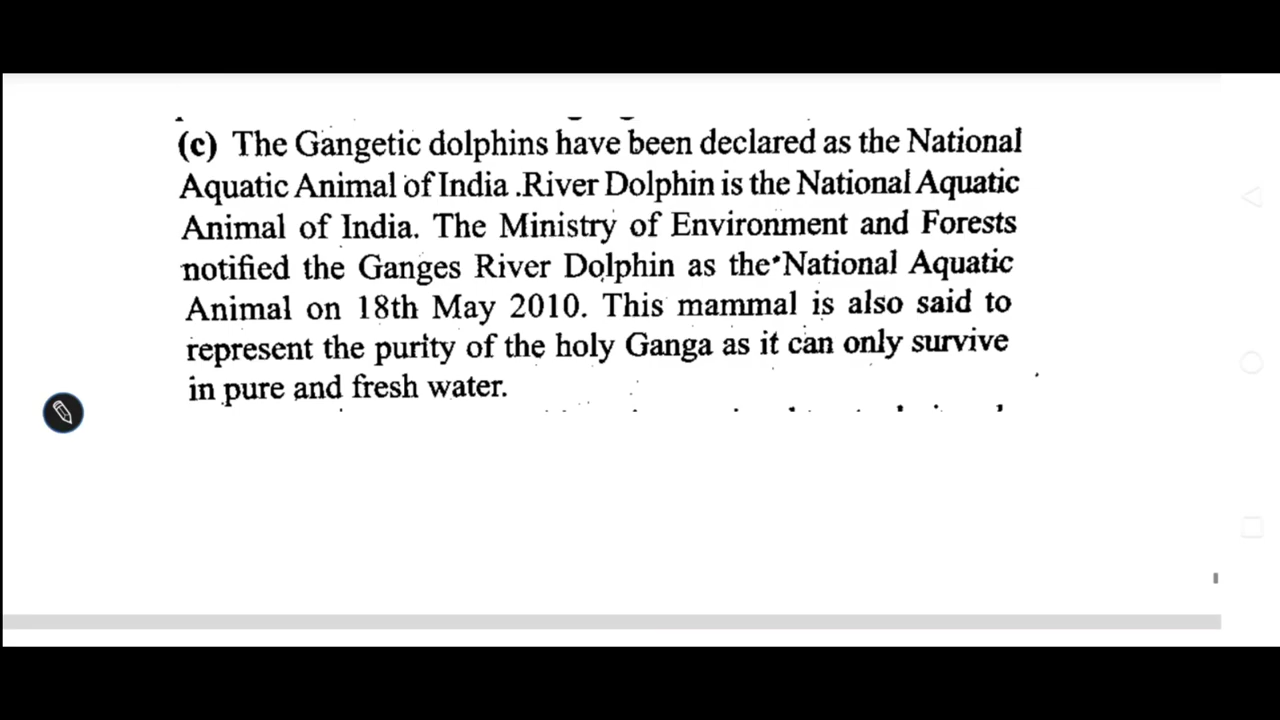 (c) The Gangetic dolphins have been declared as the National
Aquatic Animal of India .River Dolphin is the National Aquatic
Animal of India. The Ministry of Environment and Forests
notified the Ganges River Dolphin as the National Aquatic
Animal on 18th May 2010. This mammal is also said to
represent the purity of the holy Ganga as it can only survive
in pure and fresh water.